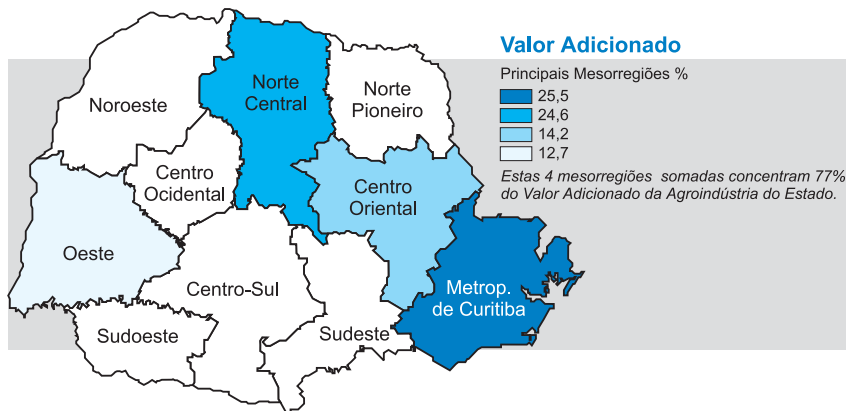 Valor Adicionado
Principais Mesorregiões %
25,5
24,6
14,2
12,7
Estas 4 mesorregiões somadas concentram 77%
do Valor Adicionado da Agroindústria do Estado.
Noroeste
Norte
Central
Norte
Pioneiro
Centro
Ocidental
Centro
Oriental
Oeste
Centro-Sul
Metrop.
de Curitiba
Sudoeste
Sudeste